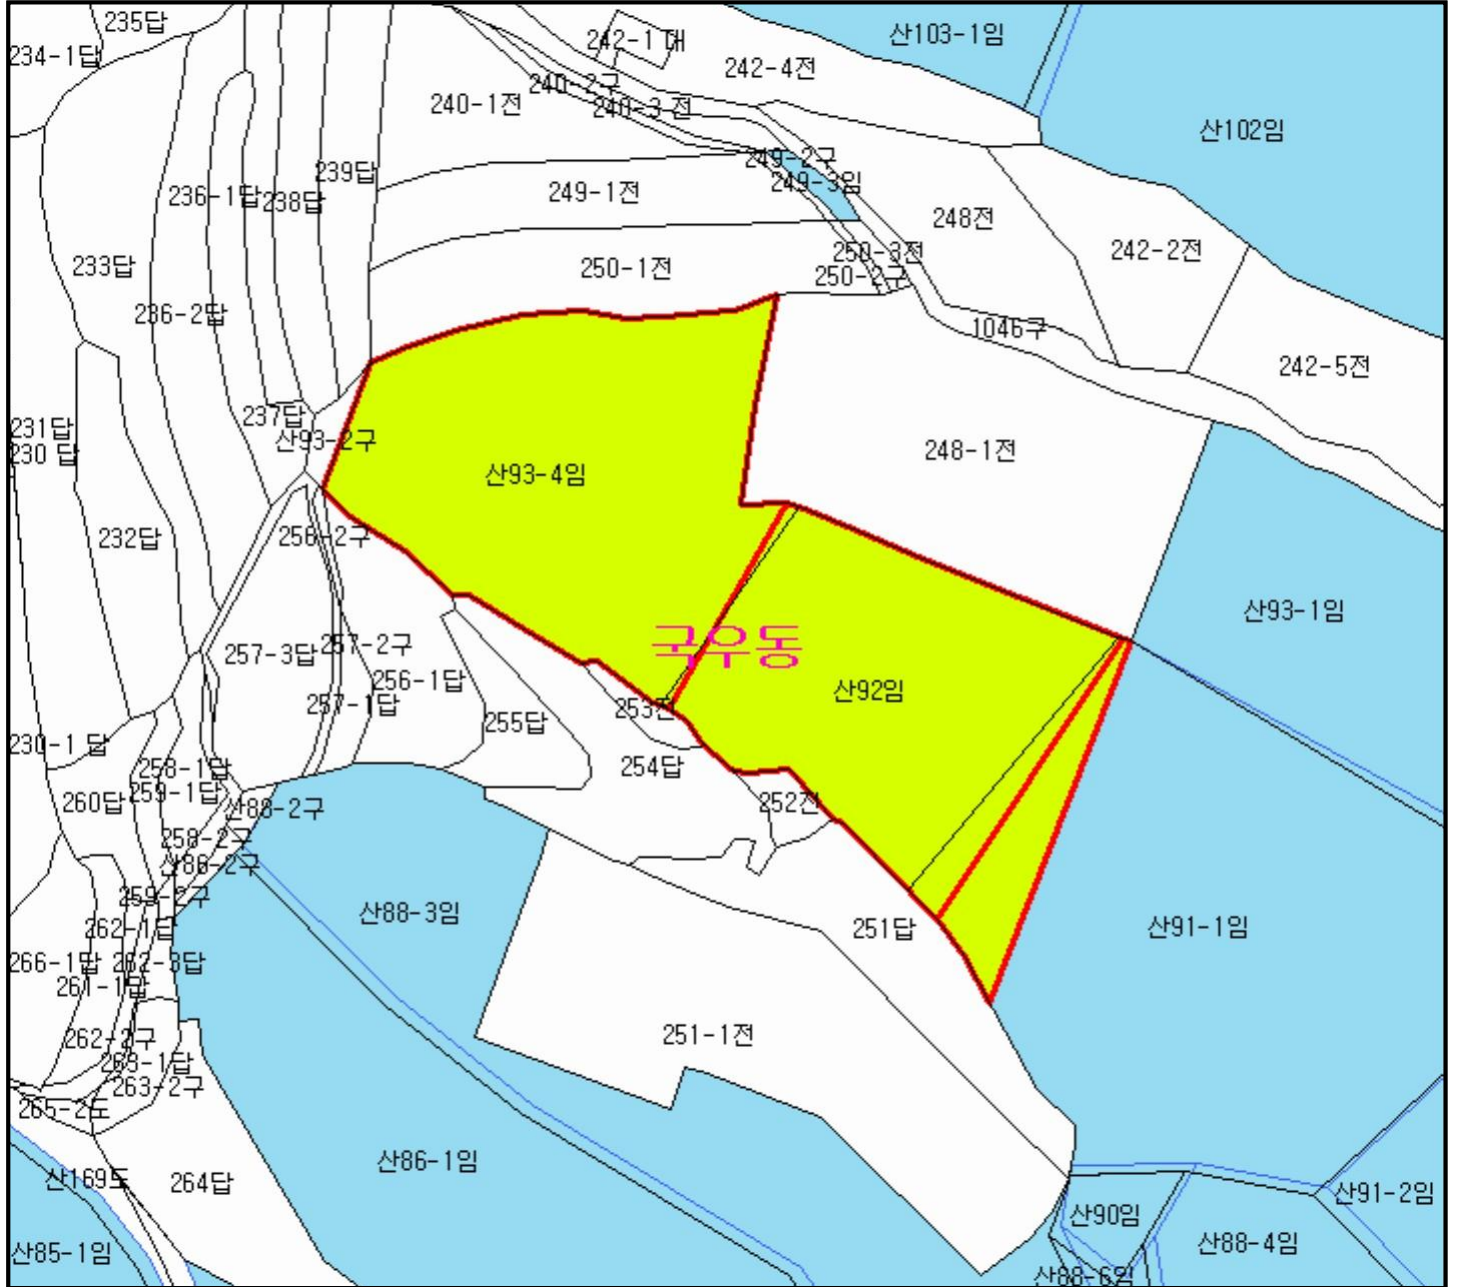 235답
234-1답
242-1 대
산103-1임
242-4전
240-2구
240-1전
240-3 전
산102임
249-2구
239답
249-3임
236-1답
238답
249-1전
248전
250-3전
242-2전
233답
250-1전
250-2구
236-2답
1046구
242-5전
237답
231답
산93-2구
230 답
248-1전
산93-4임
232답
256-2구
산93-1임
257-2구
국우동
257-3답
256-1답
산92임
257-1답
253전
255답
230-1 답
258-1답
254답
259-1답
260답
252전
산88-2구
258-2구
산86-2구
259-2구
산88-3임
262-1답
251답
산91-1임
266-1답
262-3답
261-1답
262-2구
251-1전
263-1답
263-2구
265-2도
산86-1임
산169도
264답
산91-2임
산90임
산88-4임
산85-1임
산88-6임